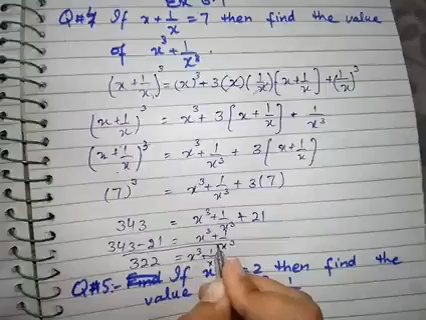 Q#4 If x + 1/x = 7 then find the value
of x³ + 1/x³.
(x + 1/x)³ = (x)³ + 3(x)(1/x)[x + 1/x] + (1/x)³
(x + 1/x)³ = x³ + 3[x + 1/x] + 1/x³
(x + 1/x)³ = x³ + 1/x³ + 3[x + 1/x]
(7)³ = x³ + 1/x³ + 3(7)
343 = x³ + 1/x³ + 21
343-21 = x³ + 1/x³
322 = x³ + 1/x³
Q#5:- If x = 2 then find the
value